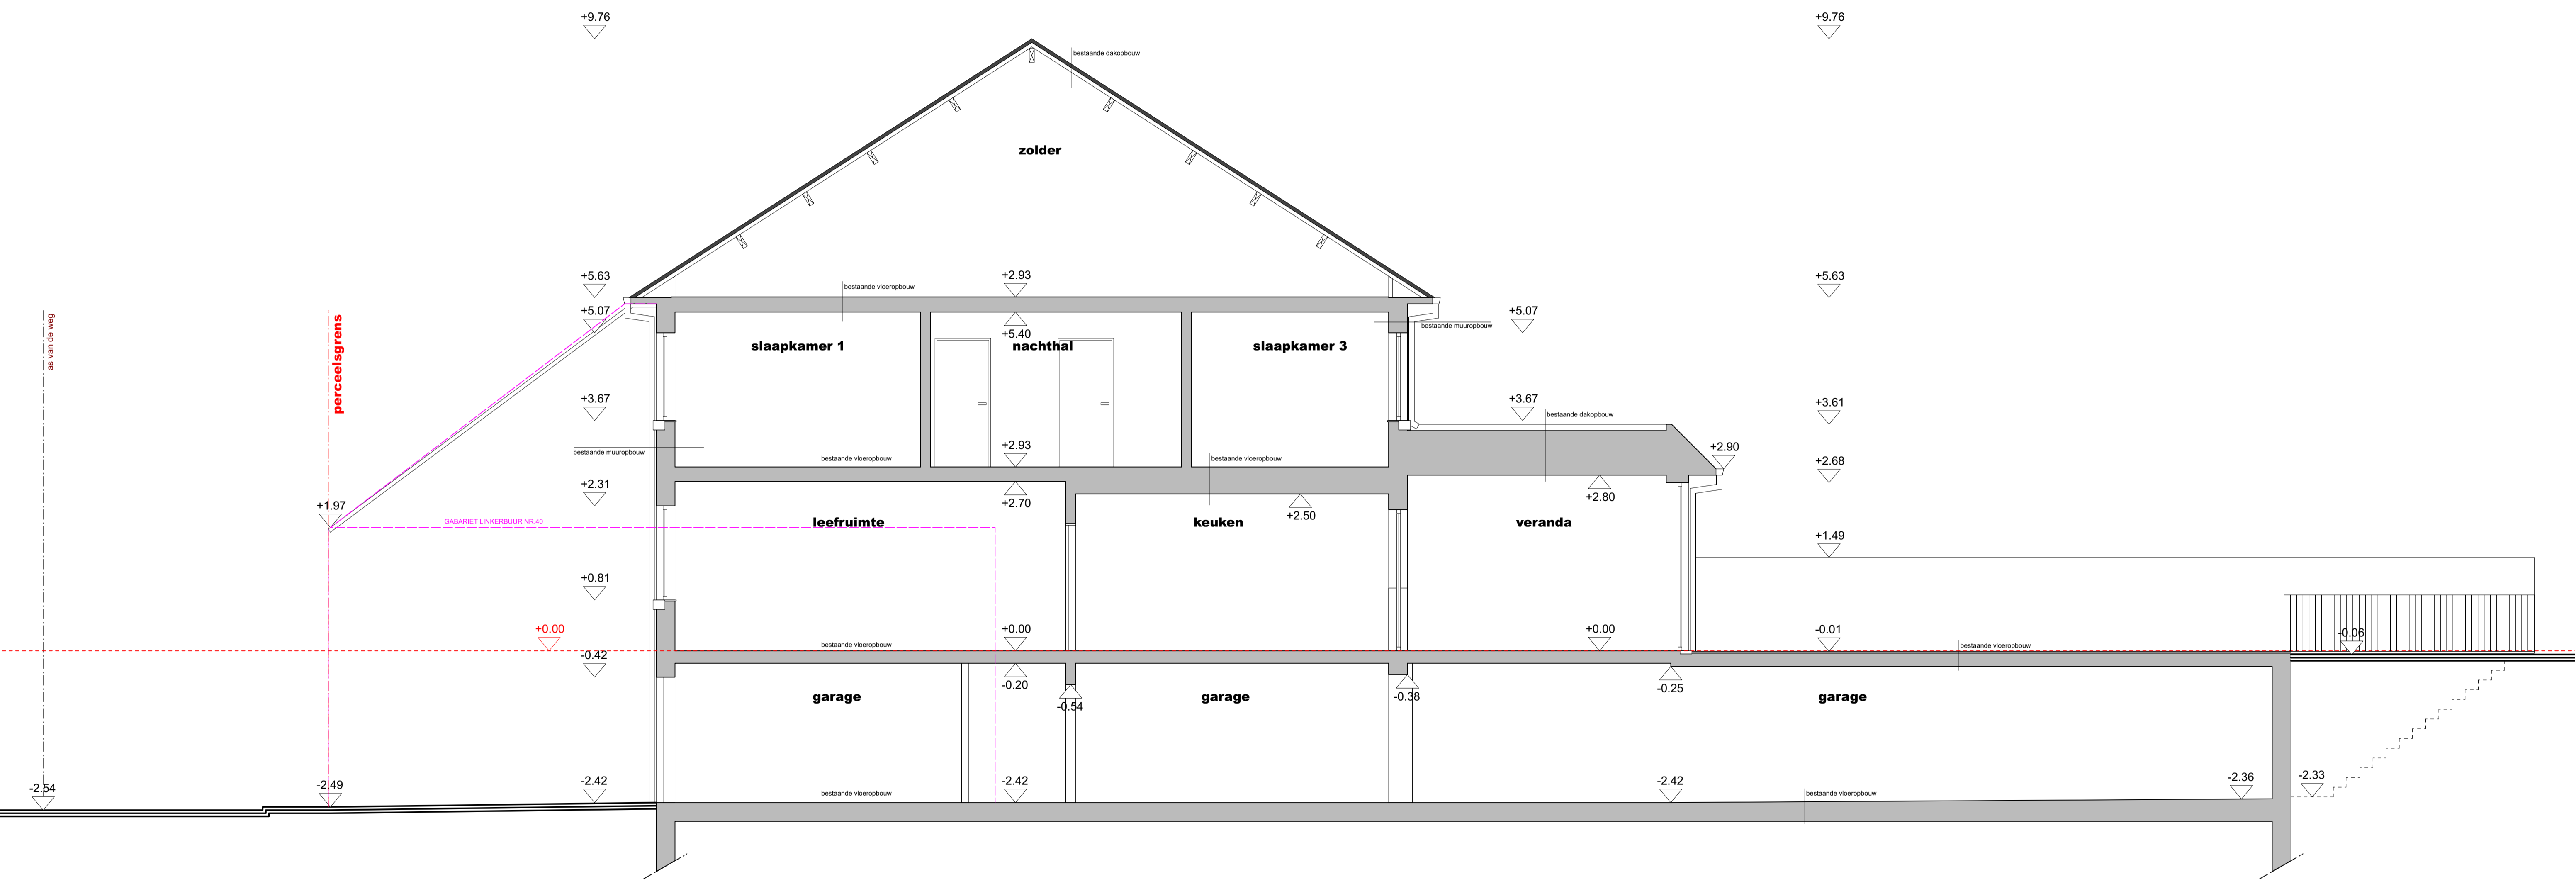 +9.76
+9.76
bestaande dakopbouw
zolder
+5.63
+2.93
+5.63
bestaande vloeropbouw
+5.07
+5.07
as van de weg
perceelsgrens
+5.40
bestaande muuropbouw
slaapkamer 1
nachthal
slaapkamer 3
+3.67
+3.67
+3.61
bestaande dakopbouw
bestaande muuropbouw
+2.93
+2.90
bestaande vloeropbouw
bestaande vloeropbouw
+2.68
+2.31
+2.70
+2.80
+1.97
+2.50
GABARIET LINKERBUUR NR.40
leefruimte
keuken
veranda
+1.49
+0.81
+0.00
+0.00
+0.00
-0.01
-0.06
bestaande vloeropbouw
bestaande vloeropbouw
-0.42
-0.20
-0.25
-0.38
-0.54
garage
garage
garage
-2.54
-2.49
-2.42
-2.42
-2.42
-2.36
-2.33
bestaande vloeropbouw
bestaande vloeropbouw